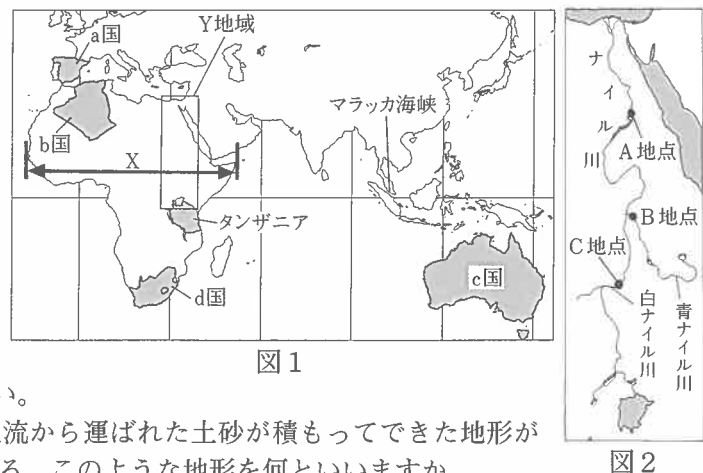 a国
Y地域
マラッカ海峡
b国
X
タンザニア
c国
d国
図1
ナイル川
A地点
B地点
C地点
白ナイル川
青ナイル川
図2
い。
流から運ばれた土砂が積もってできた地形が
る。このような地形を何といいますか